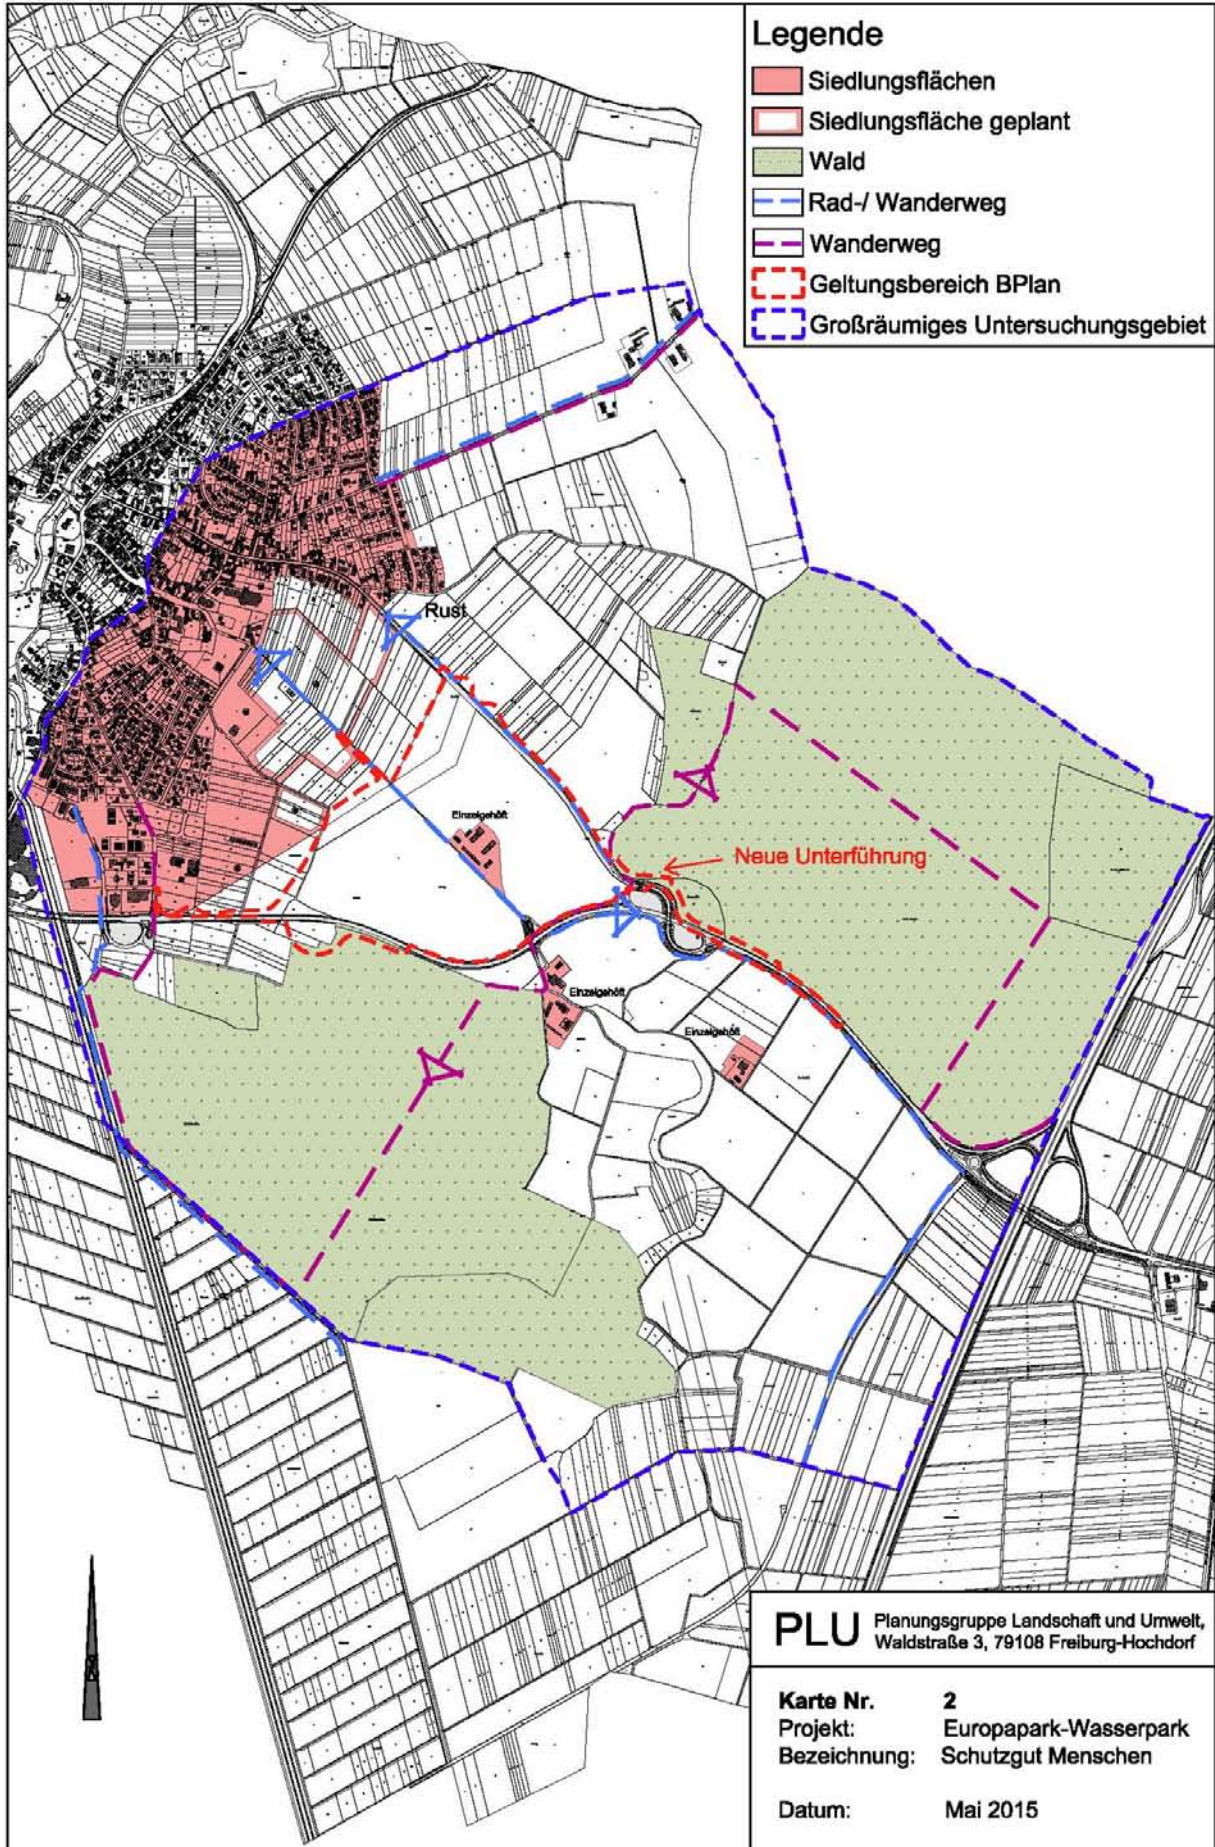 Legende
Siedlungsflächen
Siedlungsfläche geplant
Wald
Rad-/ Wanderweg
Wanderweg
Geltungsbereich BPlan
Großräumiges Untersuchungsgebiet
Rust
Einzelgehöft
Neue Unterführung
Einzelgehöft
Einzelgehöft
PLU Planungsgruppe Landschaft und Umwelt,
Waldstraße 3, 79108 Freiburg-Hochdorf
Karte Nr. 2
Projekt: Europapark-Wasserpark
Bezeichnung: Schutzgut Menschen
Datum: Mai 2015